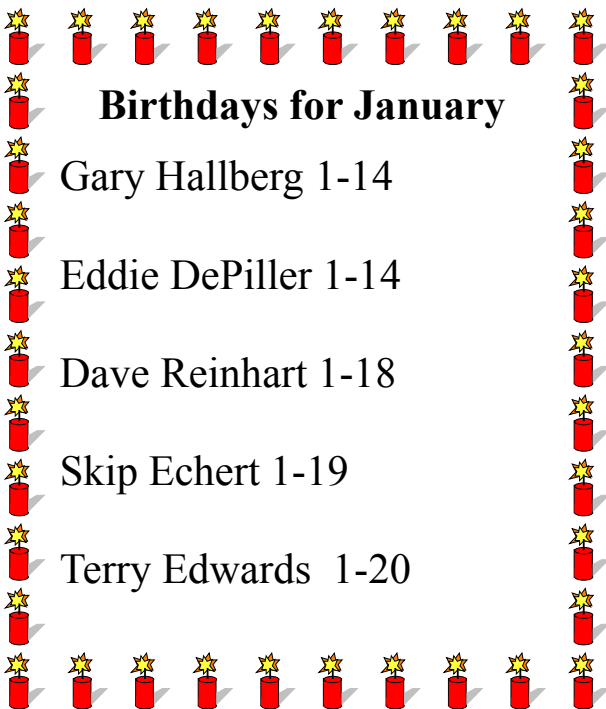 Birthdays for January
Gary Hallberg 1-14
Eddie DePiller 1-14
Dave Reinhart 1-18
Skip Echert 1-19
Terry Edwards  1-20